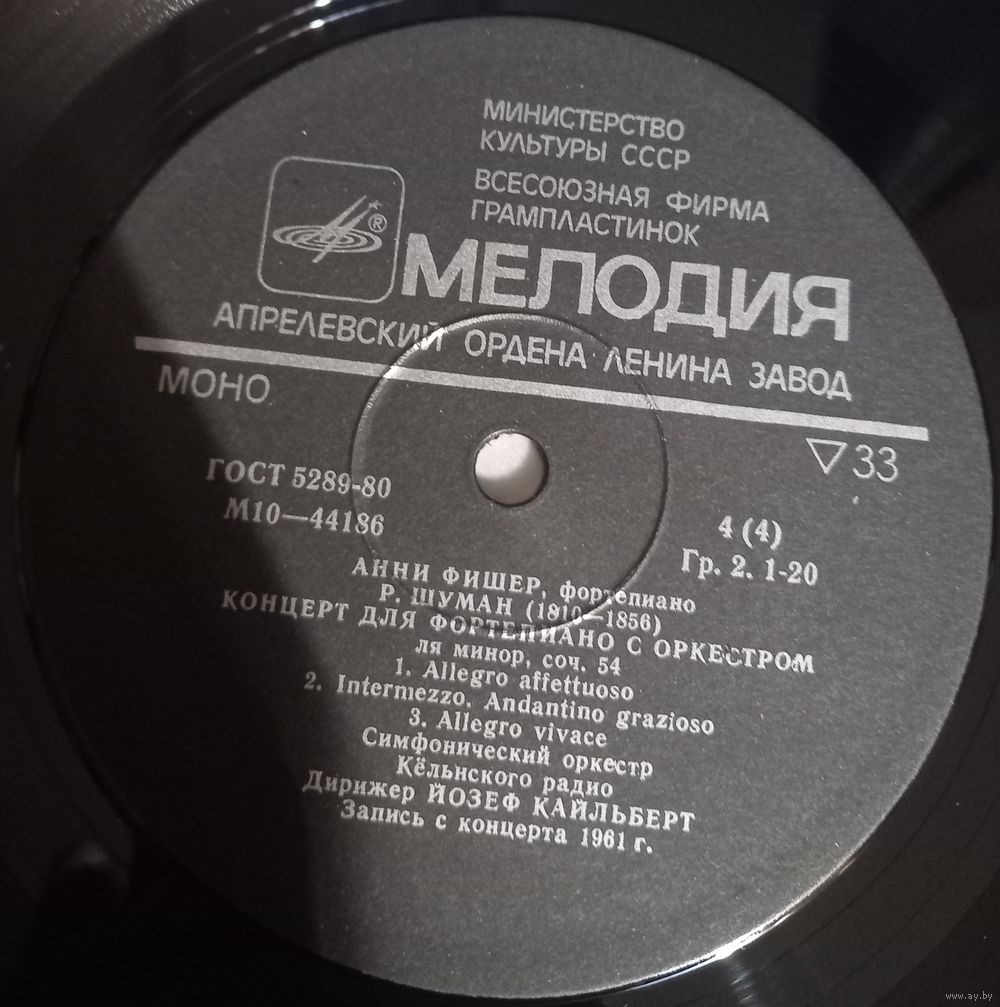 МИНИСТЕРСТВО
КУЛЬТУРЫ СССР
ВСЕСОЮЗНАЯ ФИРМА
ГРАМПЛАСТИНОК
®
МЕЛОДИЯ
АПРЕЛЕВСКИЙ ОРДЕНА ЛЕНИНА ЗАВОД
МОНО
▽33
ГОСТ 5289-80
М10—44186
4 (4)
Гр. 2. 1-20
АННИ ФИШЕР, фортепиано
Р. ШУМАН (1810—1856)
КОНЦЕРТ ДЛЯ ФОРТЕПИАНО С ОРКЕСТРОМ
ля минор, соч. 54
1. Allegro affettuoso
2. Intermezzo. Andantino grazioso
3. Allegro vivace
Симфонический оркестр
Кёльнского радио
Дирижер ЙОЗЕФ КАЙЛЬБЕРТ
Запись с концерта 1961 г.
www.ay.by